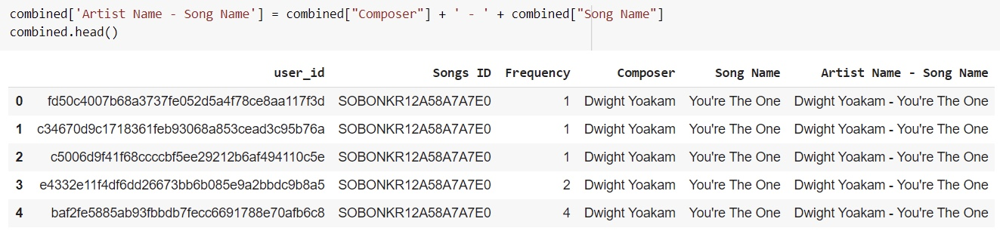 combined['Artist Name - Song Name'] = combined["Composer"] + ' - ' + combined["Song Name"]
combined.head()
user_id Songs ID Frequency Composer Song Name Artist Name - Song Name
0 fd50c4007b68a3737fe052d5a4f78ce8aa117f3d SOBONKR12A58A7A7E0 1 Dwight Yoakam You're The One Dwight Yoakam - You're The One
1 c34670d9c1718361feb93068a853cead3c95b76a SOBONKR12A58A7A7E0 1 Dwight Yoakam You're The One Dwight Yoakam - You're The One
2 c5006d9f41f68ccccbf5ee29212b6af494110c5e SOBONKR12A58A7A7E0 1 Dwight Yoakam You're The One Dwight Yoakam - You're The One
3 e4332e11f4df6dd26673bb6b085e9a2bbdc9b8a5 SOBONKR12A58A7A7E0 2 Dwight Yoakam You're The One Dwight Yoakam - You're The One
4 baf2fe5885ab93fbbdb7fecc6691788e70afb6c8 SOBONKR12A58A7A7E0 4 Dwight Yoakam You're The One Dwight Yoakam - You're The One